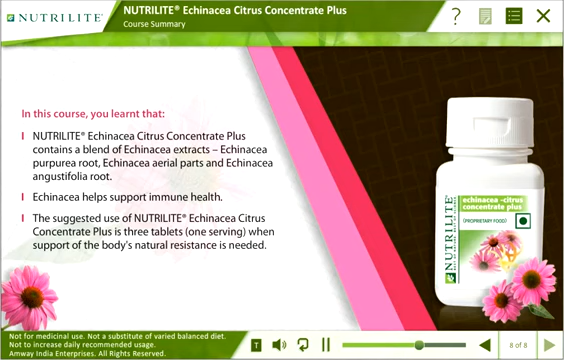 NUTRILITE®
NUTRILITE® Echinacea Citrus Concentrate Plus
Course Summary
?
In this course, you learnt that:
NUTRILITE® Echinacea Citrus Concentrate Plus
contains a blend of Echinacea extracts – Echinacea
purpurea root, Echinacea aerial parts and Echinacea
angustifolia root.
Echinacea helps support immune health.
The suggested use of NUTRILITE® Echinacea Citrus
Concentrate Plus is three tablets (one serving) when
support of the body's natural resistance is needed.
NUTRILITE
echinacea -citrus
concentrate plus
(PROPRIETARY FOOD)
Not for medicinal use. Not a substitute of varied balanced diet.
Not to increase daily recommended usage.
Amway India Enterprises. All Rights Reserved.
T
8 of 8